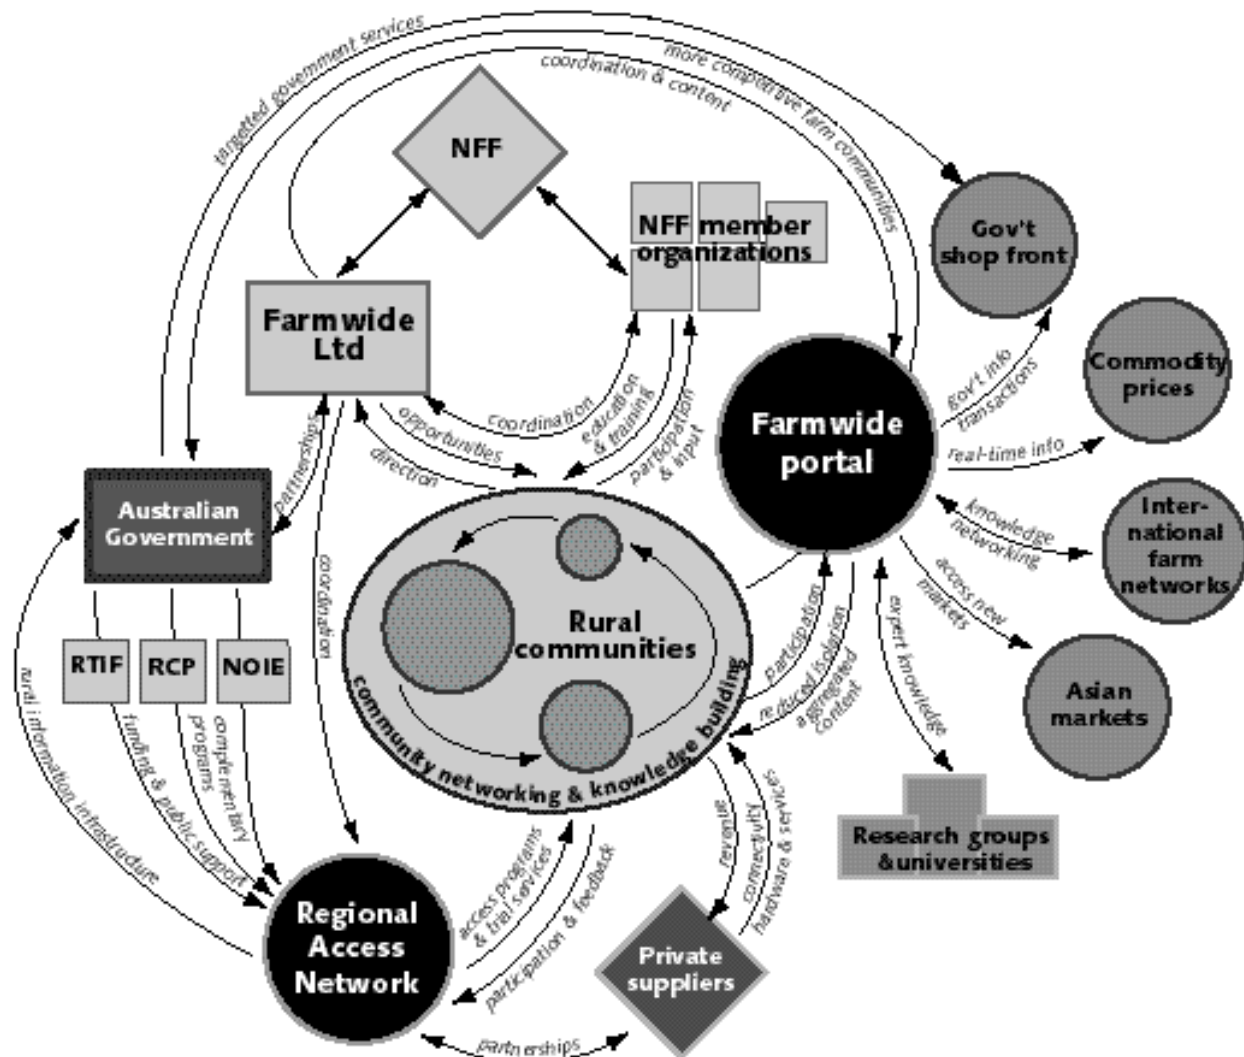 targetted government services
more competitive farm communities
coordination & content
NFF
NFF member
organizations
Gov't
shop front
Farmwide
Ltd
Commodity
prices
gov't info
transactions
Farmwide
portal
real-time info
coordination
education
& training
participation
& input
opportunities
direction
partnerships
Australian
Government
Inter-
national
farm
networks
knowledge
networking
access new
markets
coordination
Rural
communities
community networking & knowledge building
participation
reduced isolation
aggregated
content
expert knowledge
RTIF
RCP
NOIE
Asian
markets
rural information infrastructure
funding & public support
complementary
programs
revenue
connectivity
hardware & services
Research groups
& universities
access programs
& trial services
participation & feedback
Regional
Access
Network
Private
suppliers
partnerships